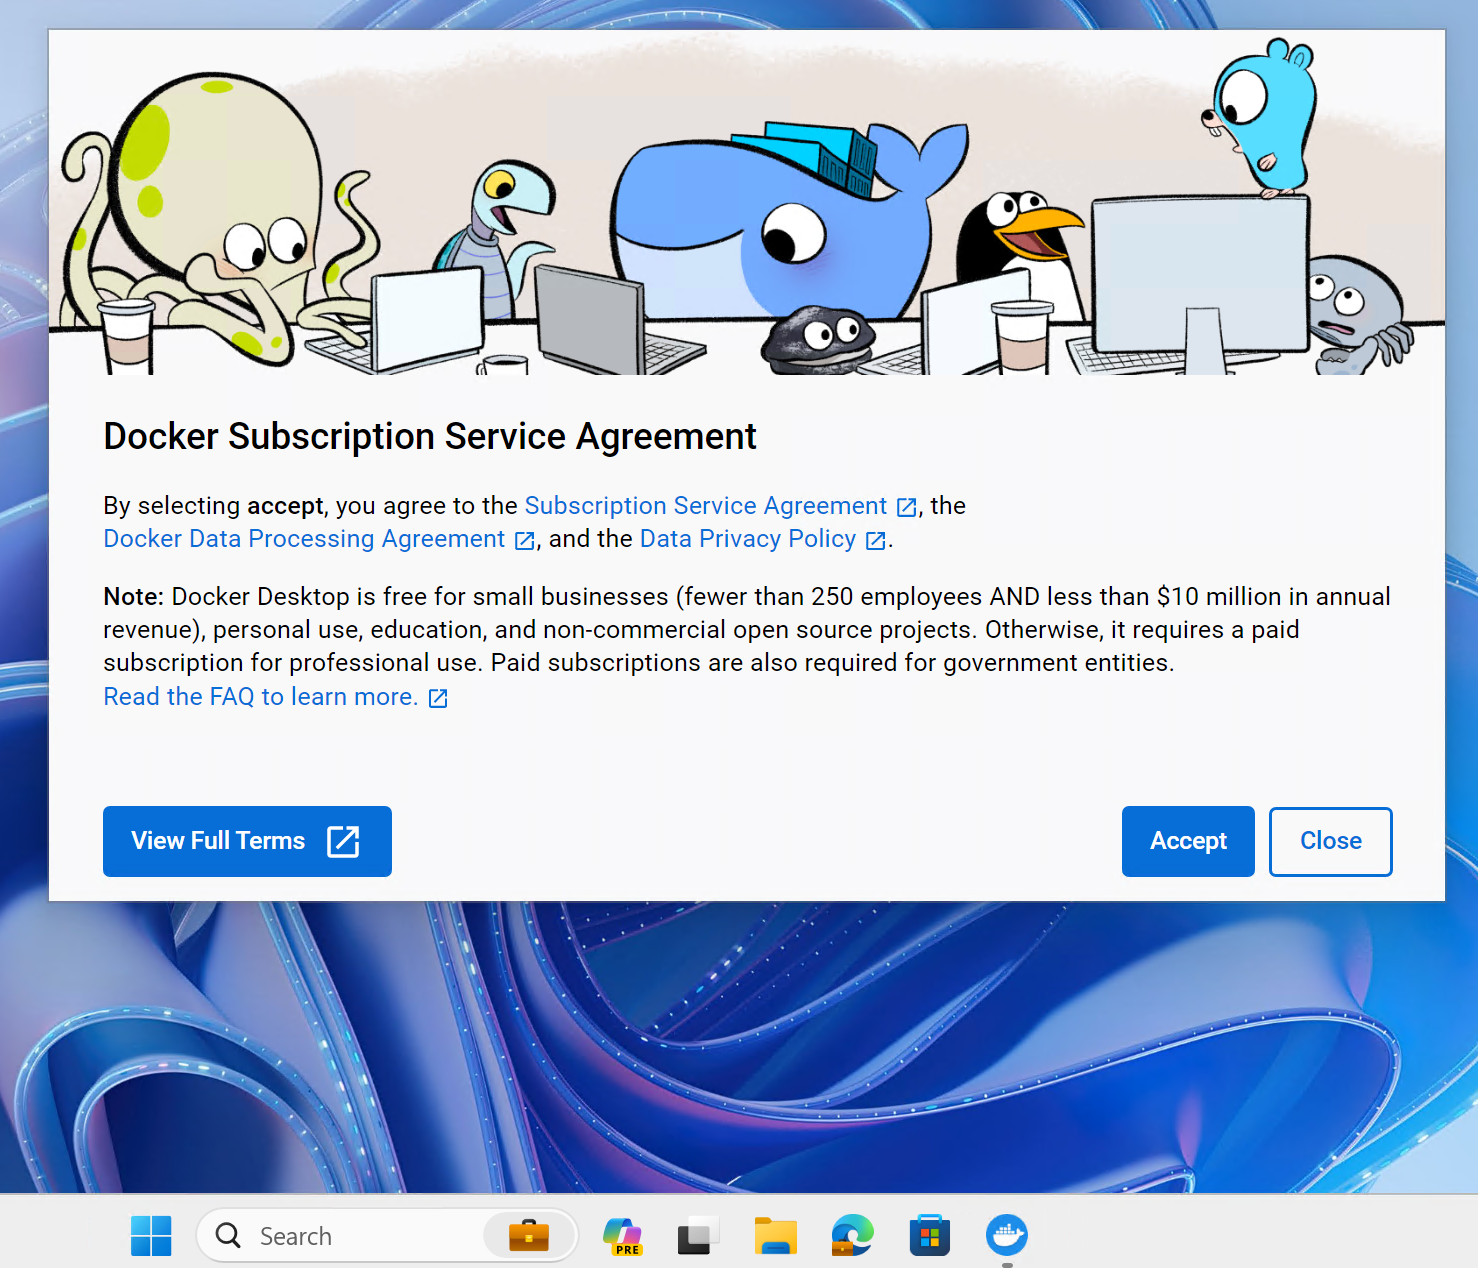 Docker Subscription Service Agreement
By selecting accept, you agree to the Subscription Service Agreement , the
Docker Data Processing Agreement , and the Data Privacy Policy .
Note: Docker Desktop is free for small businesses (fewer than 250 employees AND less than $10 million in annual
revenue), personal use, education, and non-commercial open source projects. Otherwise, it requires a paid
subscription for professional use. Paid subscriptions are also required for government entities.
Read the FAQ to learn more.
View Full Terms
Accept
Close
Search
PRE